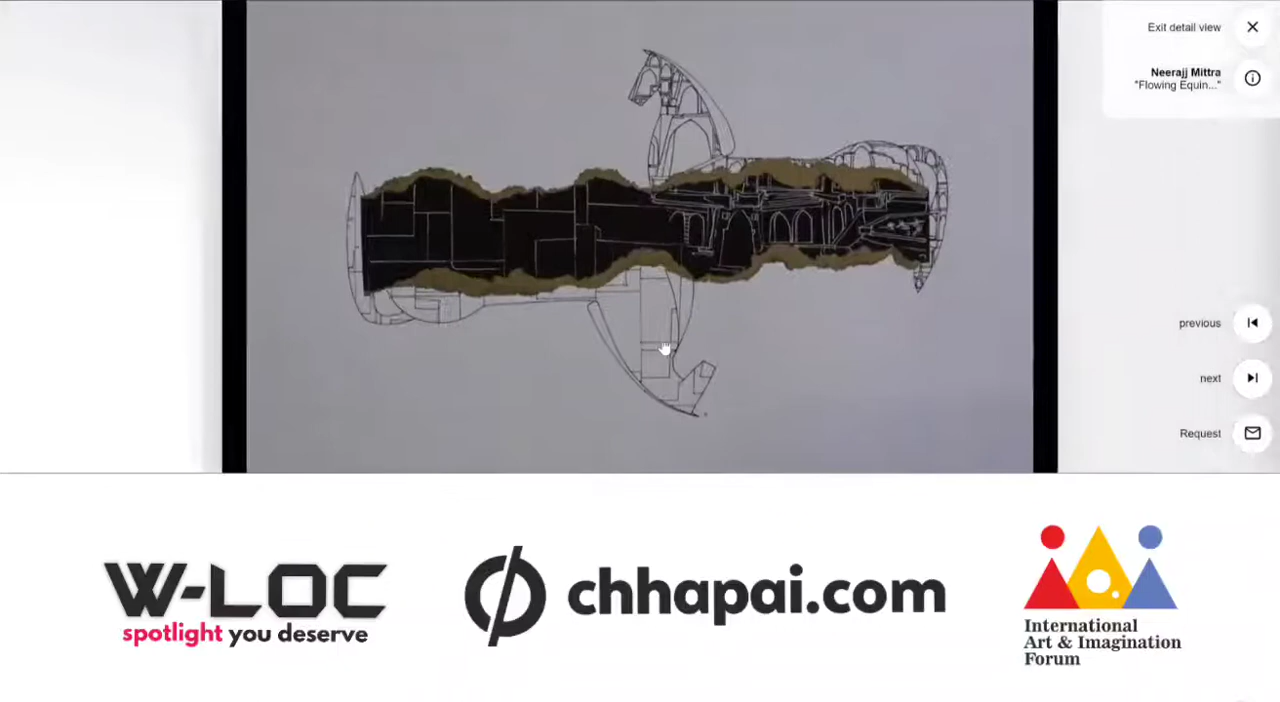 Exit detail view
Neerajj Mittra
"Flowing Equin..."
previous
next
Request
W-LOC
spotlight you deserve
chhapai.com
International
Art & Imagination
Forum